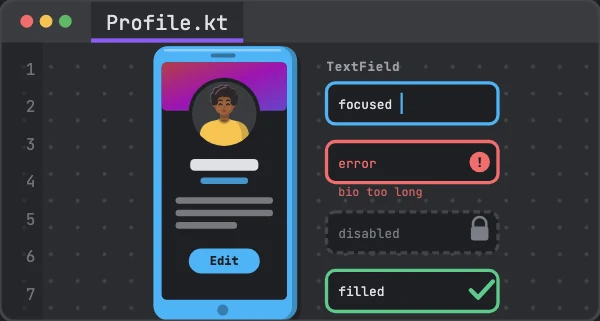 Profile.kt
1
2
3
4
5
6
7
Edit
TextField
focused
error
!
bio too long
disabled
filled